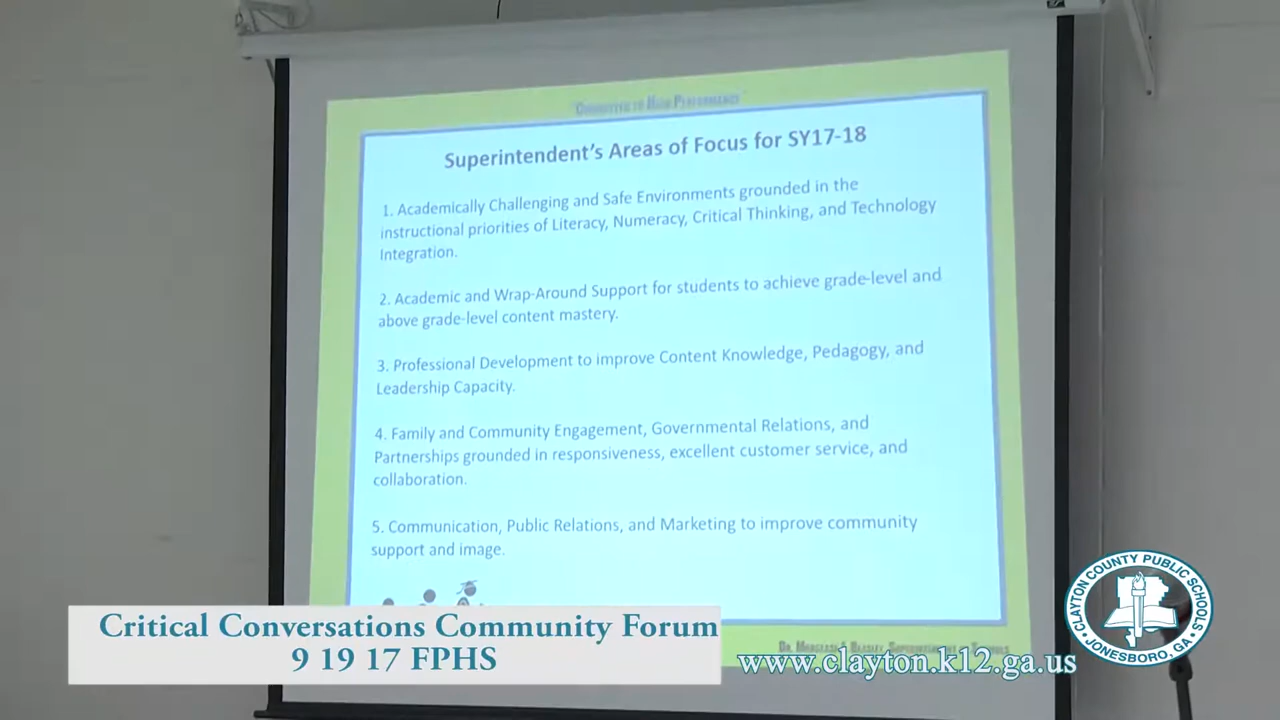 "Committed to High Performance"
Superintendent's Areas of Focus for SY17-18
1. Academically Challenging and Safe Environments grounded in the
instructional priorities of Literacy, Numeracy, Critical Thinking, and Technology
Integration.
2. Academic and Wrap-Around Support for students to achieve grade-level and
above grade-level content mastery.
3. Professional Development to improve Content Knowledge, Pedagogy, and
Leadership Capacity.
4. Family and Community Engagement, Governmental Relations, and
Partnerships grounded in responsiveness, excellent customer service, and
collaboration.
5. Communication, Public Relations, and Marketing to improve community
support and image.
Critical Conversations Community Forum
9 19 17 FPHS
www.clayton.k12.ga.us
CLAYTON COUNTY PUBLIC SCHOOLS
JONESBORO, GA